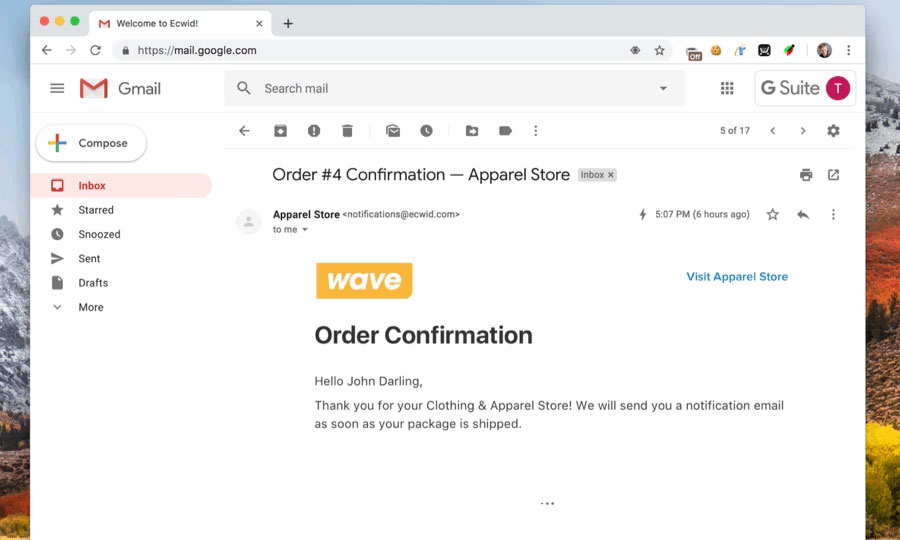 Welcome to Ecwid!
https://mail.google.com
Off
Gmail
Search mail
G Suite T
Compose
5 of 17
Inbox
Starred
Snoozed
Sent
Drafts
More
Order #4 Confirmation — Apparel Store Inbox x
Apparel Store <notifications@ecwid.com> 5:07 PM (6 hours ago)
to me
wave
Visit Apparel Store
Order Confirmation
Hello John Darling,
Thank you for your Clothing & Apparel Store! We will send you a notification email
as soon as your package is shipped.
...